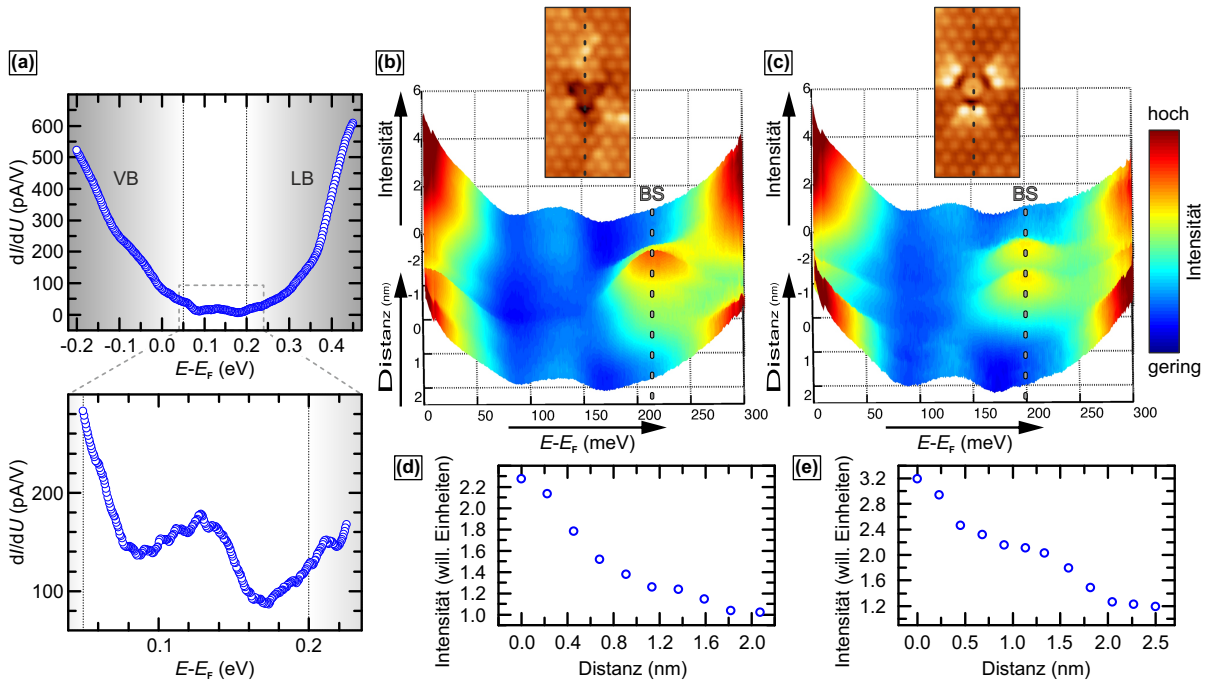 (a)
600
500
400
300
200
100
0
dI/dU (pA/V)
VB
LB
-0.2 -0.1 0.0 0.1 0.2 0.3 0.4
E-EF (eV)
200
100
dI/dU (pA/V)
0.1 0.2
E-EF (eV)
(b)
6
4
2
0
-2
-1
0
1
2
Intensität
Distanz (nm)
BS
0 50 100 150 200 250 300
E-EF (meV)
(c)
6
4
2
0
-2
-1
0
1
2
Intensität
Distanz (nm)
BS
0 50 100 150 200 250 300
E-EF (meV)
hoch
Intensität
gering
(d)
2.2
2.0
1.8
1.6
1.4
1.2
1.0
Intensität (will. Einheiten)
0.0 0.4 0.8 1.2 1.6 2.0
Distanz (nm)
(e)
3.2
2.8
2.4
2.0
1.6
1.2
Intensität (will. Einheiten)
0.0 0.5 1.0 1.5 2.0 2.5
Distanz (nm)